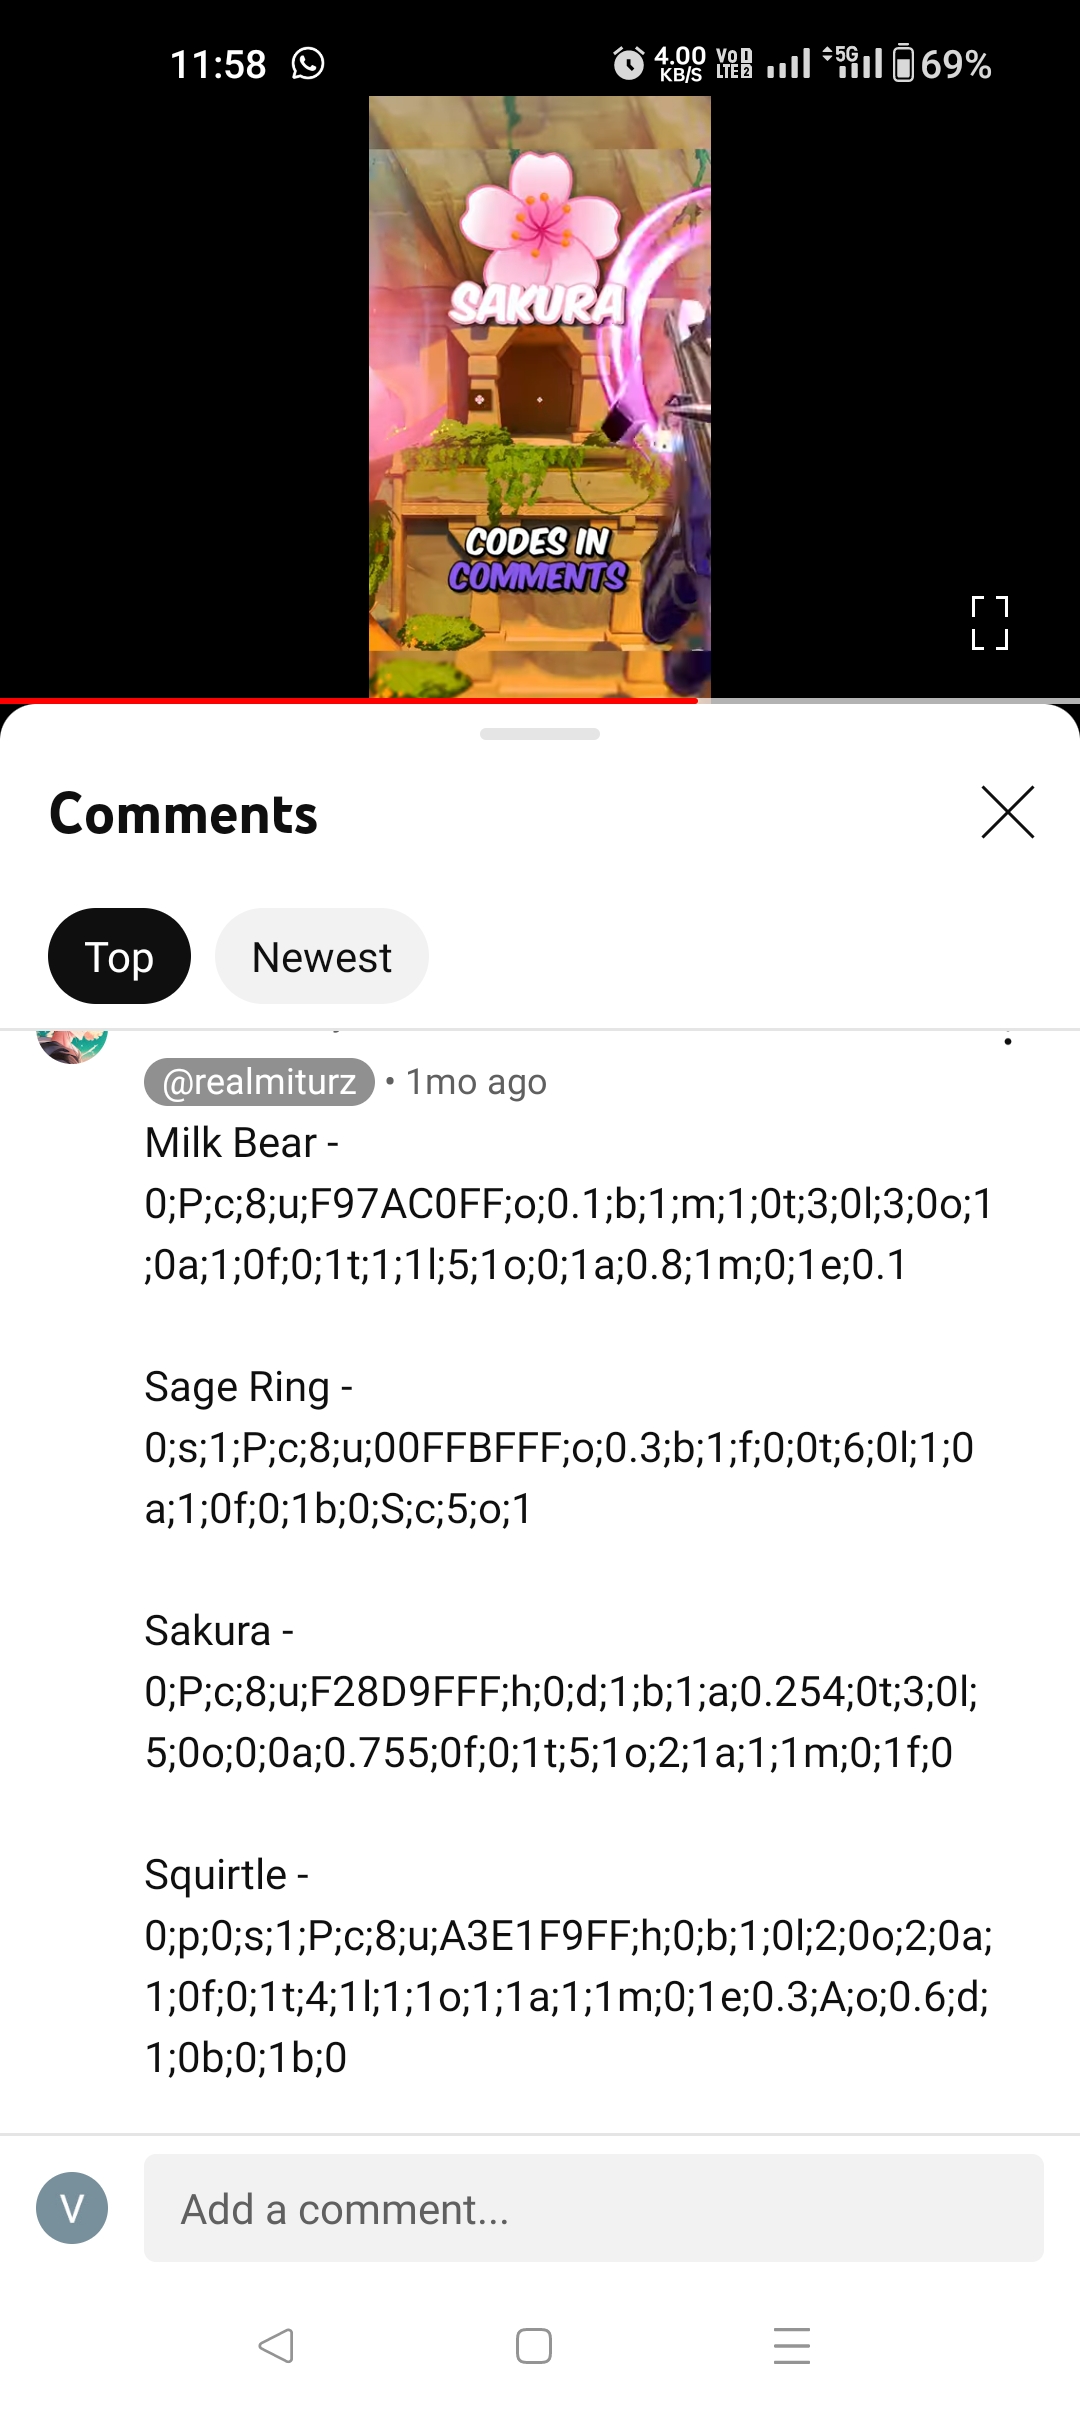 11:58
4.00
KB/S
VoD
LTE2
5G
69%
SAKURA
CODES IN
COMMENTS
Comments
Top
Newest
@realmiturz • 1mo ago
Milk Bear -
0;P;c;8;u;F97AC0FF;o;0.1;b;1;m;1;0t;3;0l;3;0o;1
;0a;1;0f;0;1t;1;1l;5;1o;0;1a;0.8;1m;0;1e;0.1
Sage Ring -
0;s;1;P;c;8;u;00FFBFFF;o;0.3;b;1;f;0;0t;6;0l;1;0
a;1;0f;0;1b;0;S;c;5;o;1
Sakura -
0;P;c;8;u;F28D9FFF;h;0;d;1;b;1;a;0.254;0t;3;0l;
5;0o;0;0a;0.755;0f;0;1t;5;1o;2;1a;1;1m;0;1f;0
Squirtle -
0;p;0;s;1;P;c;8;u;A3E1F9FF;h;0;b;1;0l;2;0o;2;0a;
1;0f;0;1t;4;1l;1;1o;1;1a;1;1m;0;1e;0.3;A;o;0.6;d;
1;0b;0;1b;0
V
Add a comment...